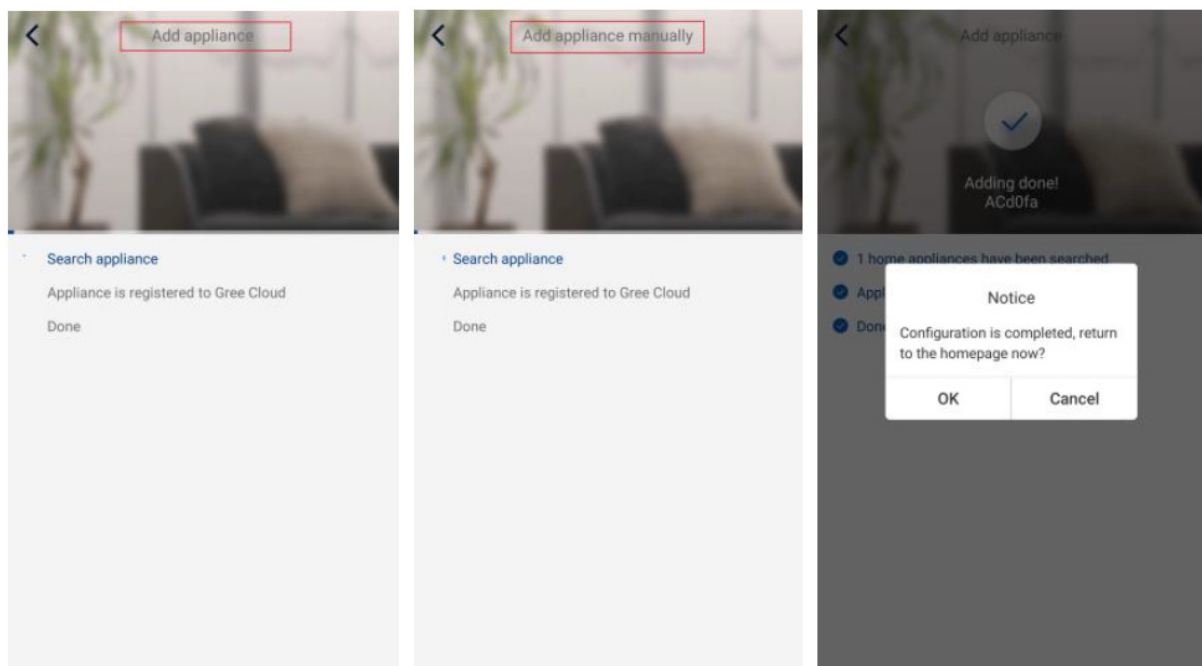 Add appliance
Search appliance
Appliance is registered to Gree Cloud
Done
Add appliance manually
Search appliance
Appliance is registered to Gree Cloud
Done
Add appliance
Adding done!
ACd0fa
1 home appliances have been searched
Appl
Done
Notice
Configuration is completed, return
to the homepage now?
OK
Cancel